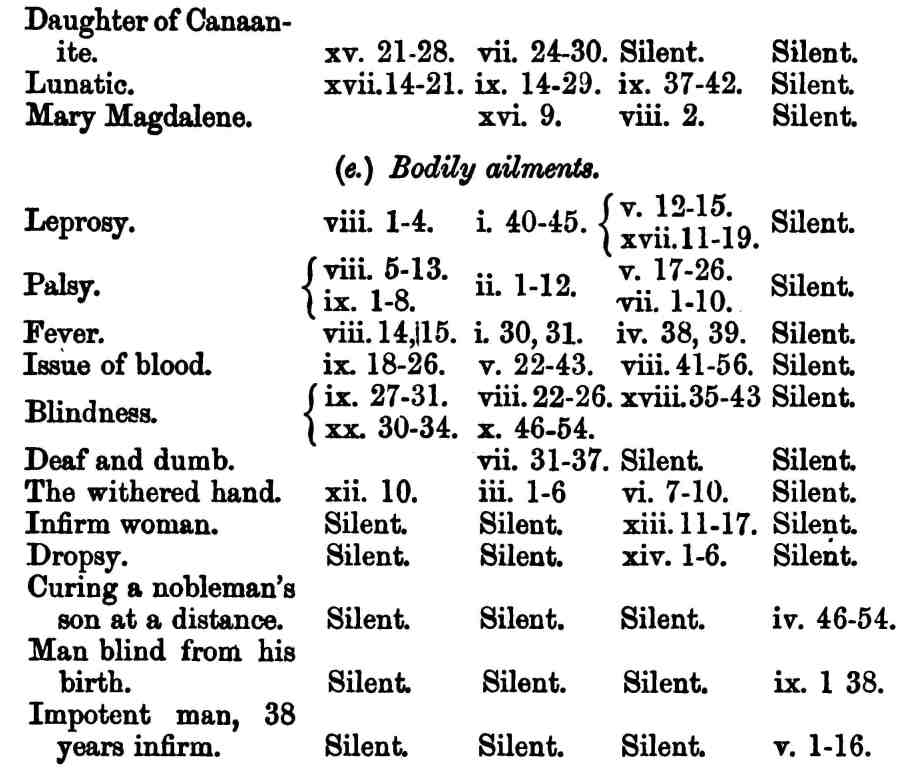 Daughter of Canaan-
ite. xv. 21-28. vii. 24-30. Silent. Silent.
Lunatic. xvii.14-21. ix. 14-29. ix. 37-42. Silent.
Mary Magdalene. xvi. 9. viii. 2. Silent.
(e.) Bodily ailments.
Leprosy. viii. 1-4. i. 40-45. { v. 12-15. xvii.11-19. Silent.
Palsy. { viii. 5-13. ix. 1-8. ii. 1-12. v. 17-26. vii. 1-10. Silent.
Fever. viii. 14, 15. i. 30, 31. iv. 38, 39. Silent.
Issue of blood. ix. 18-26. v. 22-43. viii. 41-56. Silent.
Blindness. { ix. 27-31. viii. 22-26. xviii.35-43 Silent.
xx. 30-34. x. 46-54.
Deaf and dumb. vii. 31-37. Silent. Silent.
The withered hand. xii. 10. iii. 1-6 vi. 7-10. Silent.
Infirm woman. Silent. Silent. xiii. 11-17. Silent.
Dropsy. Silent. Silent. xiv. 1-6. Silent.
Curing a nobleman's
son at a distance. Silent. Silent. Silent. iv. 46-54.
Man blind from his
birth. Silent. Silent. Silent. ix. 1 38.
Impotent man, 38
years infirm. Silent. Silent. Silent. v. 1-16.